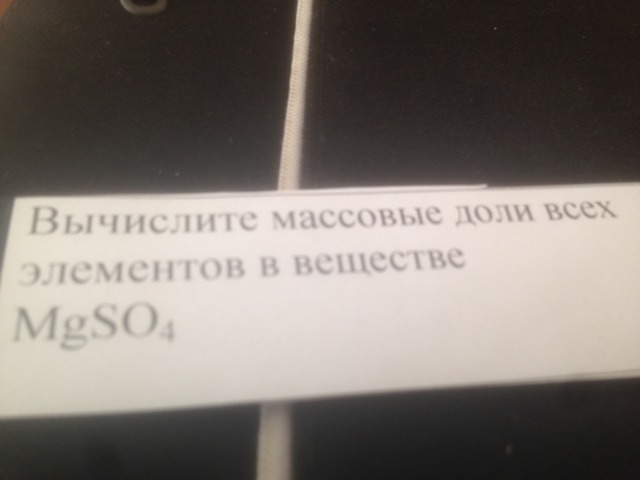 Вычислите массовые доли всех
элементов в веществе
MgSO₄